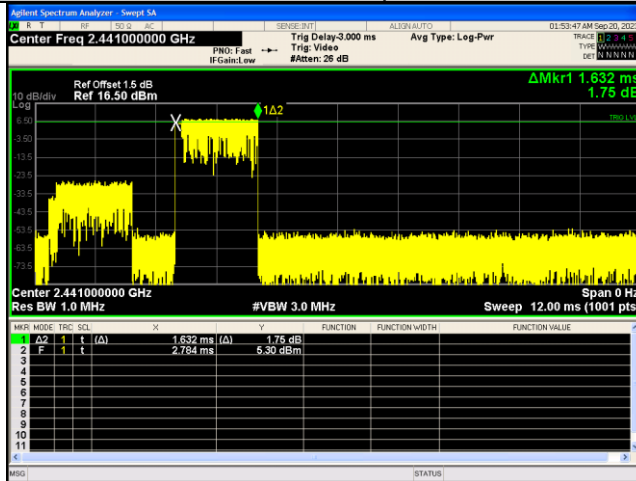 Agilent Spectrum Analyzer - Swept SA
R T RF 50 Ω AC SENSE:INT ALIGN AUTO 01:53:47 AM Sep 20, 202
Center Freq 2.441000000 GHz Trig Delay-3.000 ms Avg Type: Log-Pwr TRACE 1 2 3 4 5
PNO: Fast Trig: Video TYPE
IFGain:Low #Atten: 26 dB DET N N N N N
ΔMkr1 1.632 ms
1.75 dB
Ref Offset 1.5 dB
10 dB/div Ref 16.50 dBm
Log
1Δ2
6.50 TRIG LVL
-3.50
-13.5
-23.5
-33.5
-43.5
-53.5
-63.5
-73.5
Center 2.441000000 GHz Span 0 Hz
Res BW 1.0 MHz #VBW 3.0 MHz Sweep 12.00 ms (1001 pts
MKR MODE TRC SCL X Y FUNCTION FUNCTION WIDTH FUNCTION VALUE
1 Δ2 1 t (Δ) 1.632 ms (Δ) 1.75 dB
2 F 1 t 2.784 ms 5.30 dBm
3
4
5
6
7
8
9
10
11
MSG STATUS